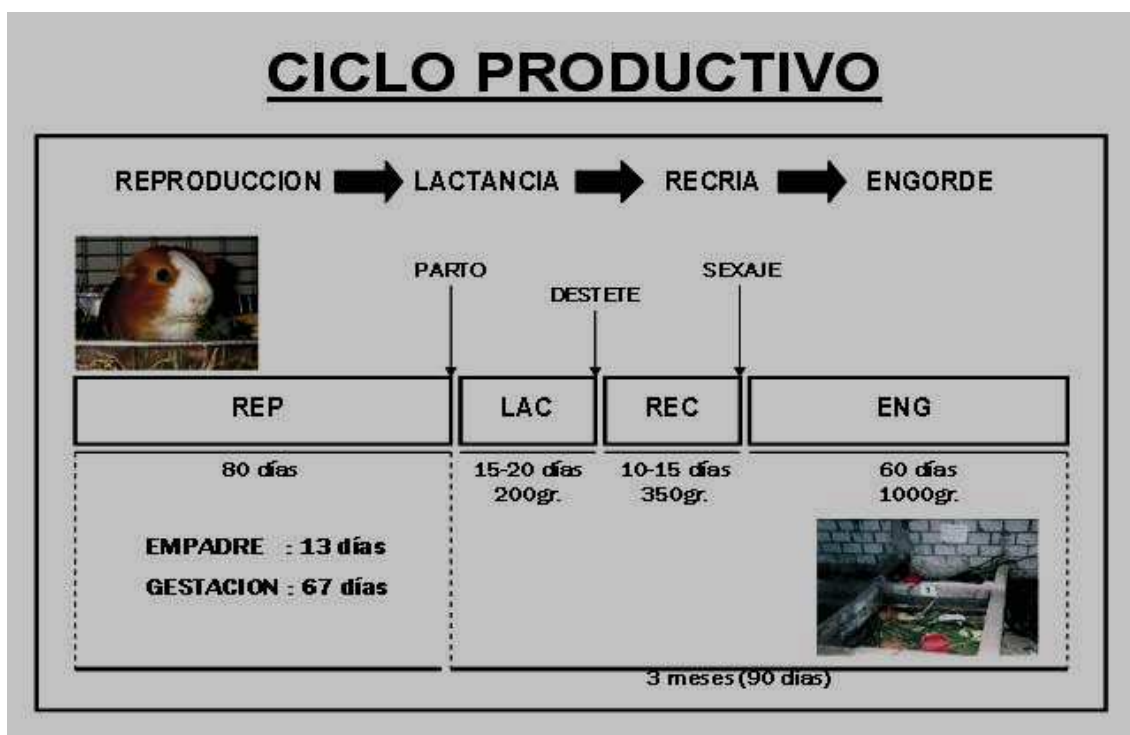 CICLO PRODUCTIVO
REPRODUCCION LACTANCIA RECRIA ENGORDE
PARTO
DESTETE
SEXAJE
REP LAC REC ENG
80 días 15-20 días 10-15 días 60 días
200gr. 350gr. 1000gr.
EMPADRE : 13 días
GESTACION : 67 días
3 meses (90 dias)